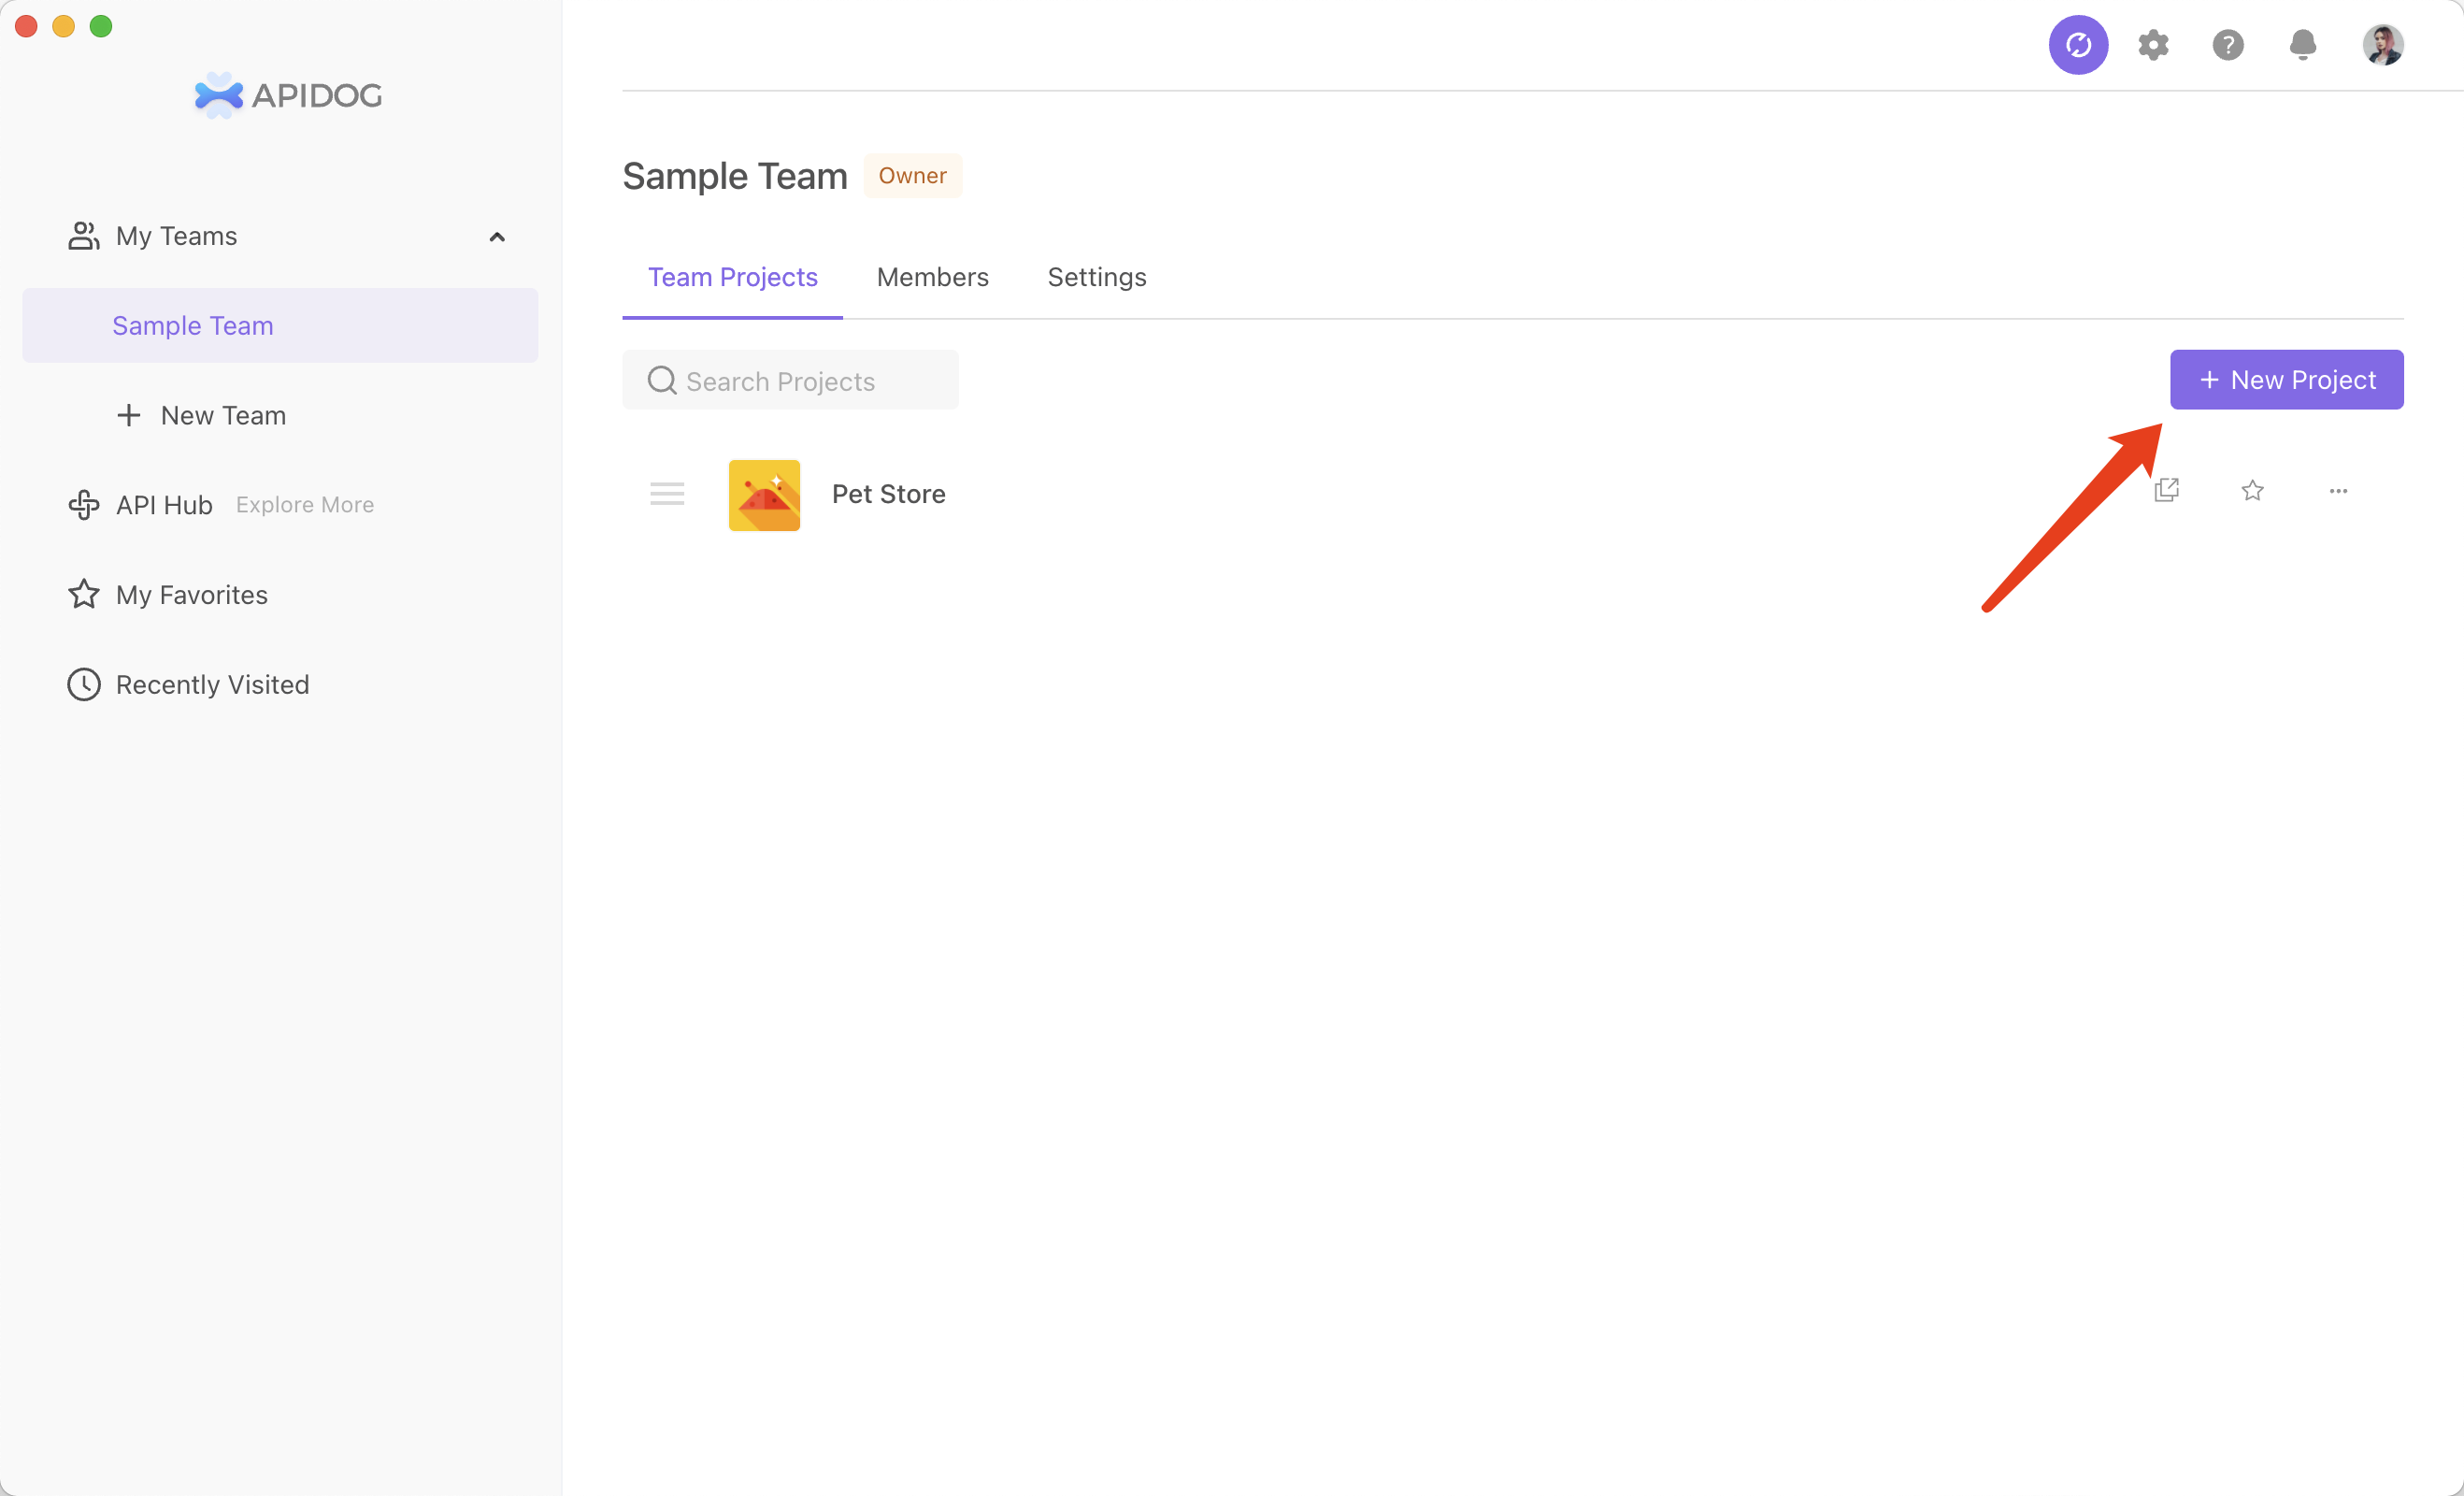 APIDOG
My Teams
Sample Team
New Team
API Hub Explore More
My Favorites
Recently Visited
Sample Team Owner
Team Projects Members Settings
Search Projects
+ New Project
Pet Store